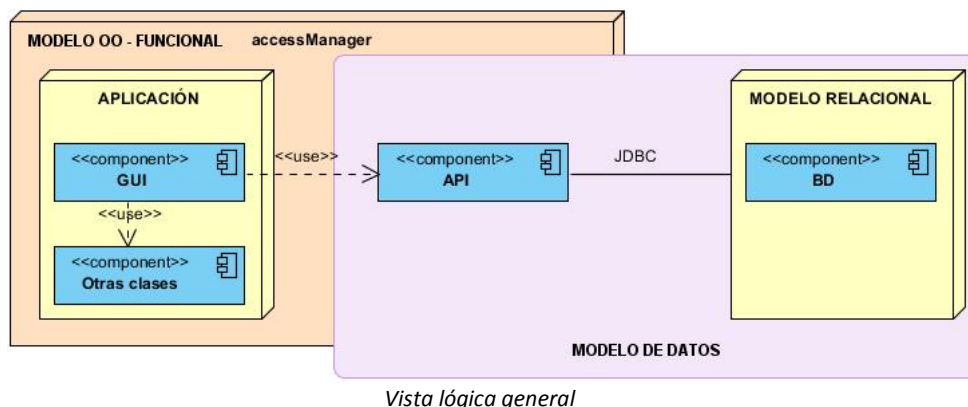 MODELO OO - FUNCIONAL accessManager
APLICACIÓN
MODELO RELACIONAL
<<component>>
GUI
<<use>>
<<component>>
API
JDBC
<<component>>
BD
<<use>>
<<component>>
Otras clases
MODELO DE DATOS
Vista lógica general